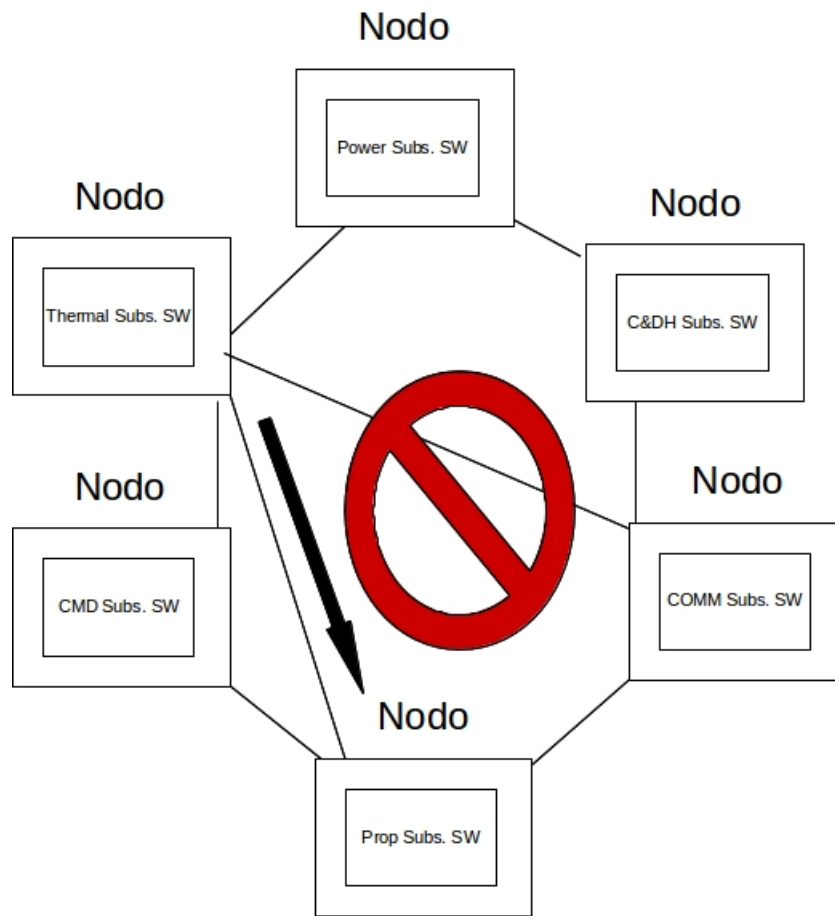 Nodo
Power Subs. SW
Nodo
Thermal Subs. SW
Nodo
C&DH Subs. SW
Nodo
CMD Subs. SW
Nodo
COMM Subs. SW
Nodo
Prop Subs. SW